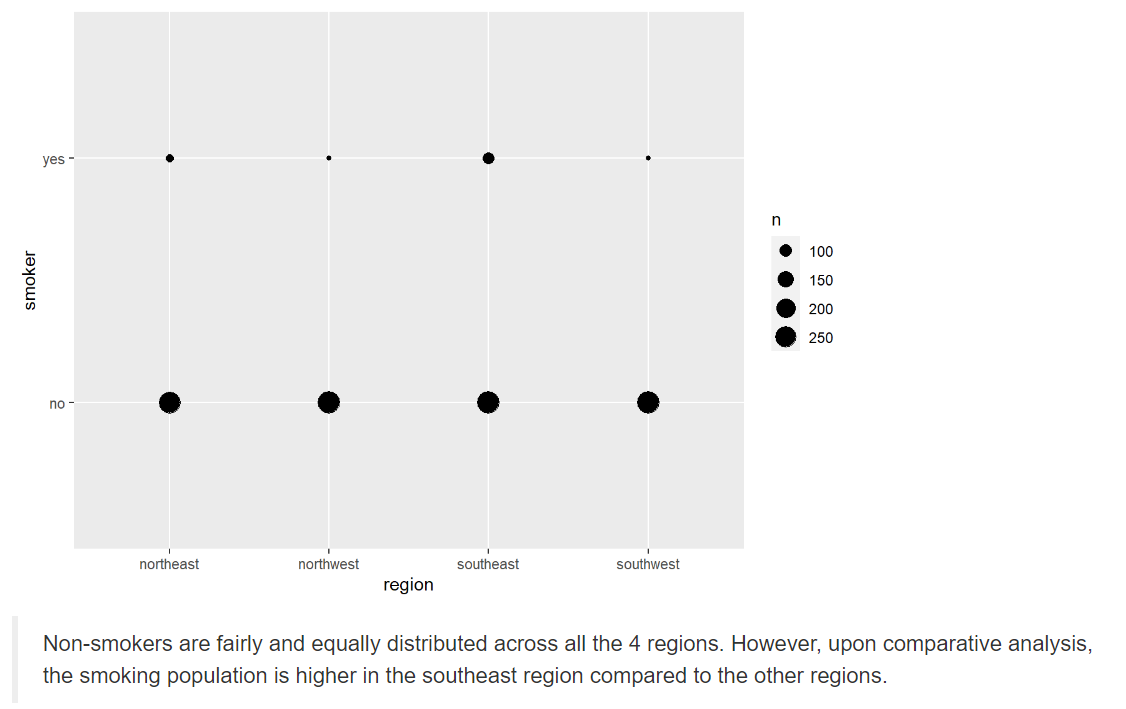 yes
no
smoker
northeast
northwest
southeast
southwest
region
n
100
150
200
250
Non-smokers are fairly and equally distributed across all the 4 regions. However, upon comparative analysis,
the smoking population is higher in the southeast region compared to the other regions.